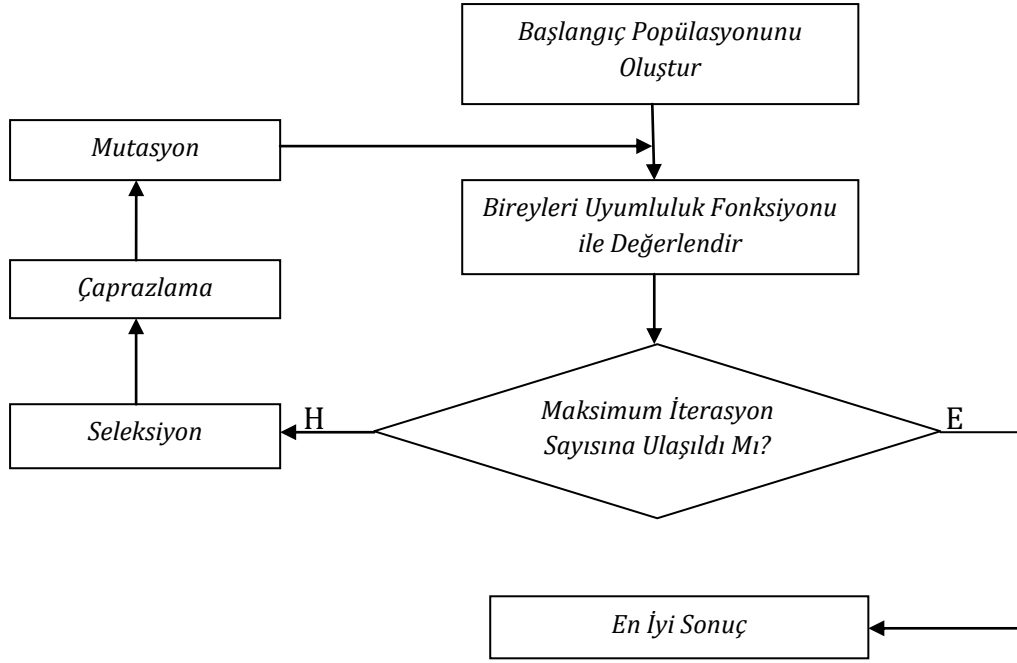 Başlangıç Popülasyonunu
Oluştur
Mutasyon
Bireyleri Uyumluluk Fonksiyonu
ile Değerlendir
Çaprazlama
Maksimum İterasyon
Sayısına Ulaşıldı Mı?
H
E
Seleksiyon
En İyi Sonuç